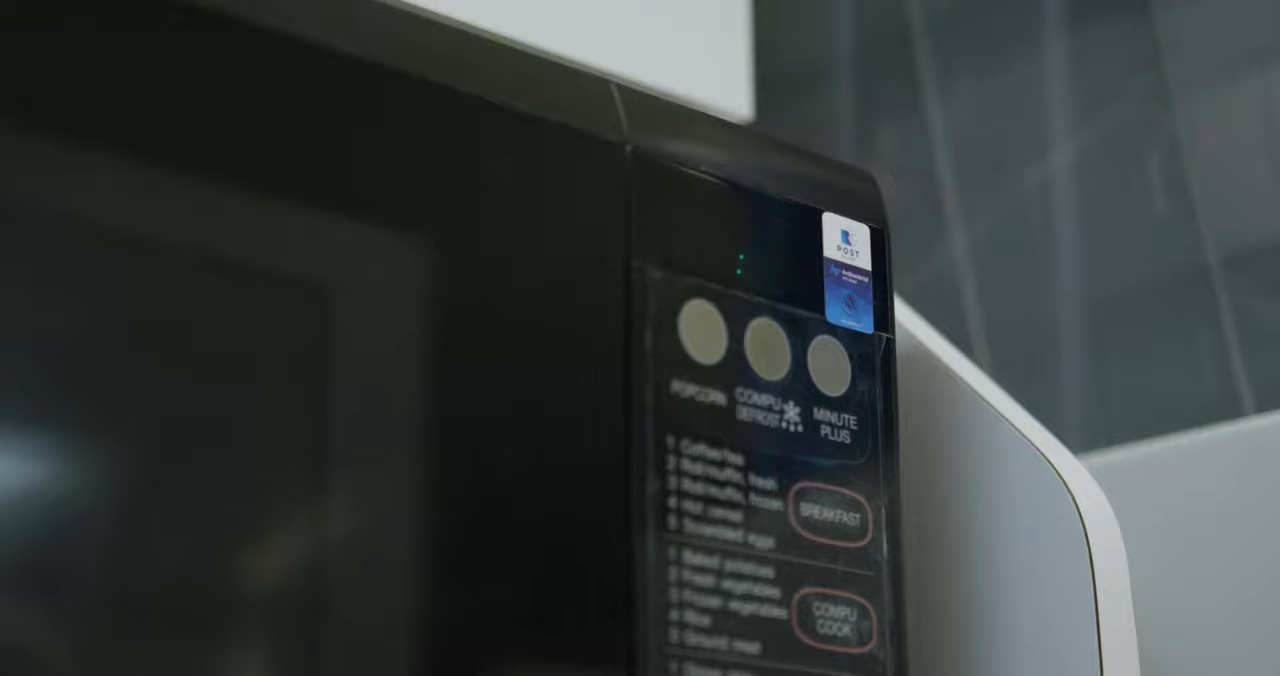 POST
Antibacterial
POPCORN
COMPU
DEFROST
MINUTE
PLUS
1 Coffee/tea
2 Roll/muffin, fresh
3 Roll/muffin, frozen
4 Hot cereal
5 Scrambled eggs
BREAKFAST
1 Baked potatoes
2 Fresh vegetables
3 Frozen vegetables
4 Rice
5 Ground meat
COMPU
COOK